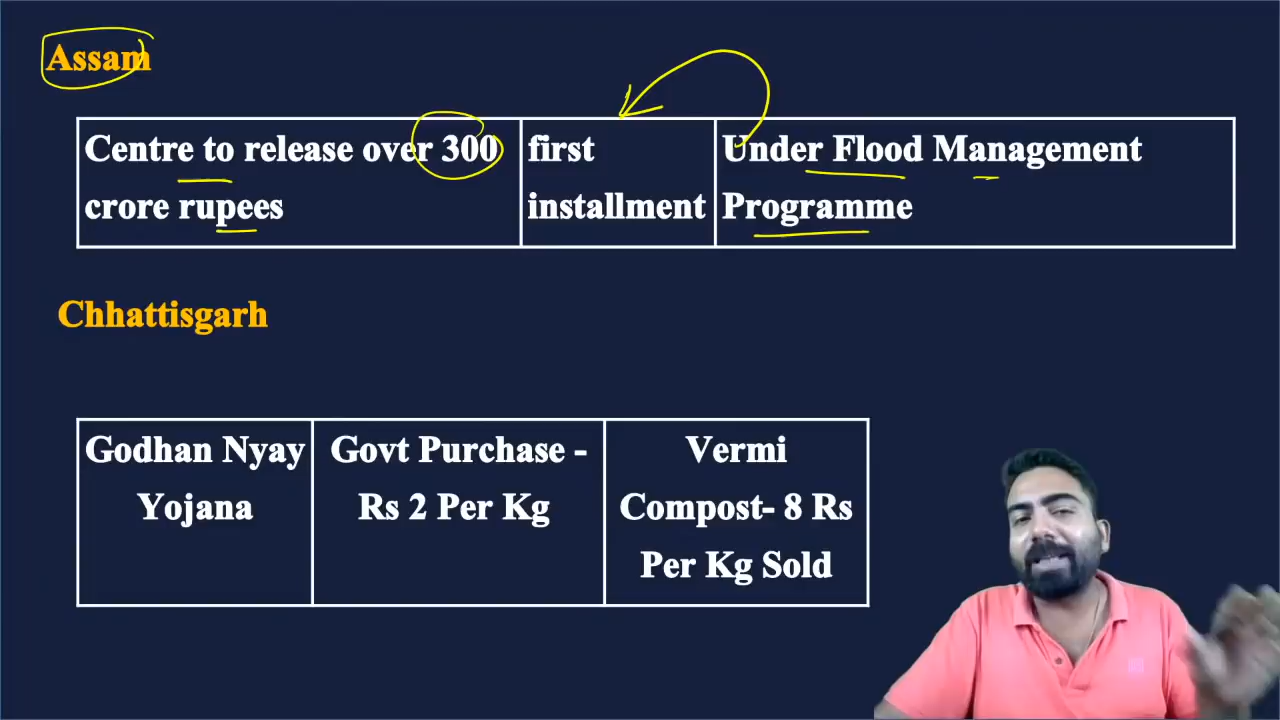 Assam
Centre to release over 300
crore rupees
first
installment
Under Flood Management
Programme
Chhattisgarh
Godhan Nyay
Yojana
Govt Purchase -
Rs 2 Per Kg
Vermi
Compost- 8 Rs
Per Kg Sold